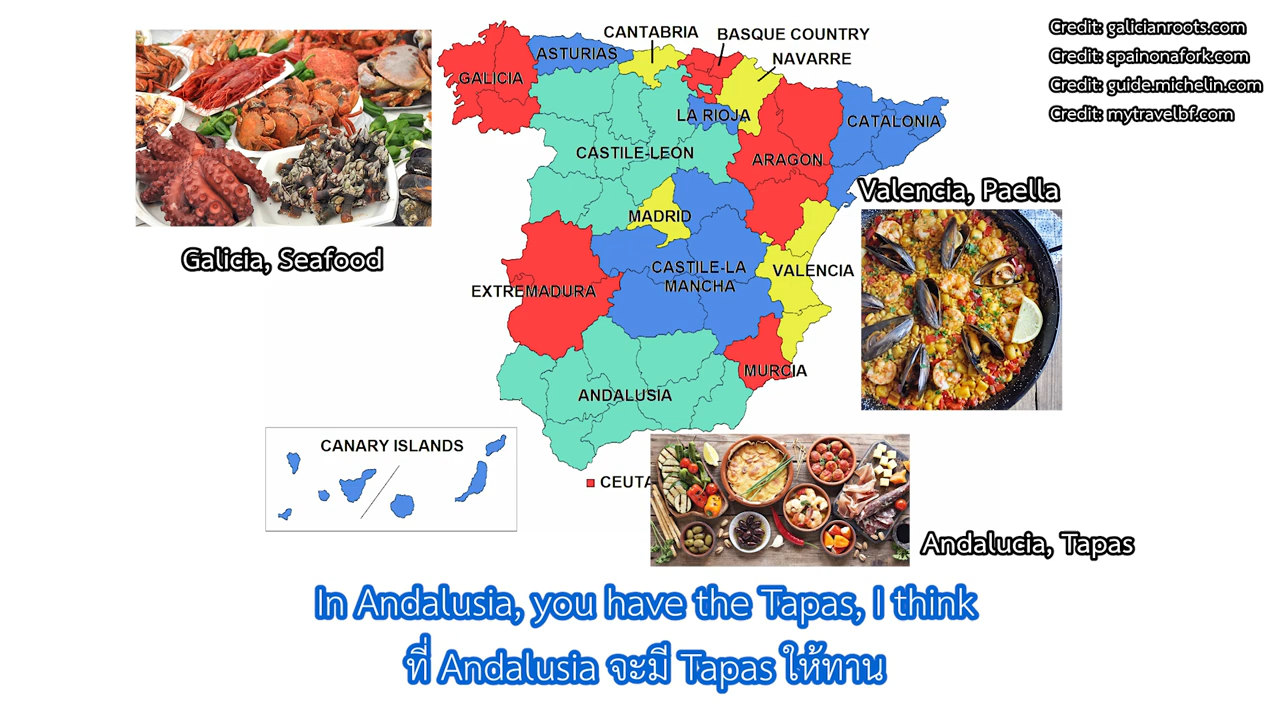 Credit: galicianroots.com
Credit: spainonafork.com
Credit: guide.michelin.com
Credit: mytravelbf.com
CANTABRIA
BASQUE COUNTRY
ASTURIAS
NAVARRE
GALICIA
LA RIOJA
CATALONIA
CASTILE-LEON
ARAGON
Valencia, Paella
MADRID
Galicia, Seafood
CASTILE-LA
MANCHA
VALENCIA
EXTREMADURA
MURCIA
ANDALUSIA
CANARY ISLANDS
CEUTA
Andalucia, Tapas
In Andalusia, you have the Tapas, I think
ที่ Andalusia จะมี Tapas ให้ทาน